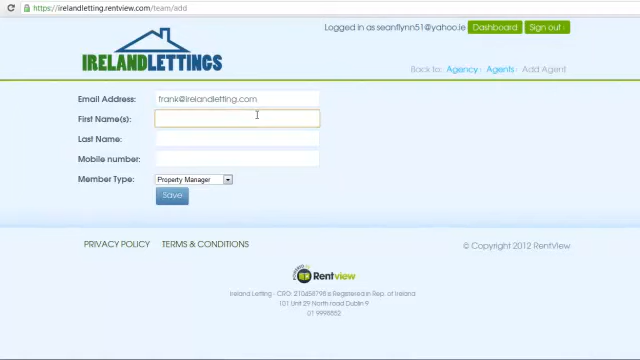 https://irelandletting.rentview.com/team/add
Logged in as seanflynn51@yahoo.ie Dashboard Sign out
IRELANDLETTINGS
Back to: Agency Agents Add Agent
Email Address: frank@irelandletting.com
First Name(s):
Last Name:
Mobile number:
Member Type: Property Manager
Save
PRIVACY POLICY TERMS & CONDITIONS © Copyright 2012 RentView
Rentview
Ireland Letting - CRO: 210458795 is Registered in Rep. of Ireland
101 Unit 29 North road Dublin 9
01 9998552